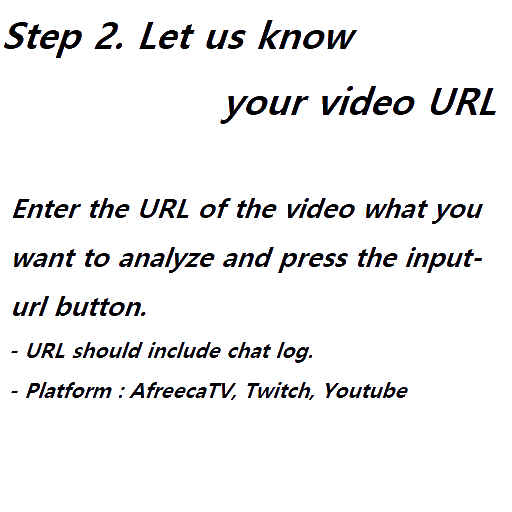 Step 2. Let us know
your video URL
Enter the URL of the video what you
want to analyze and press the input-
url button.
- URL should include chat log.
- Platform : AfreecaTV, Twitch, Youtube